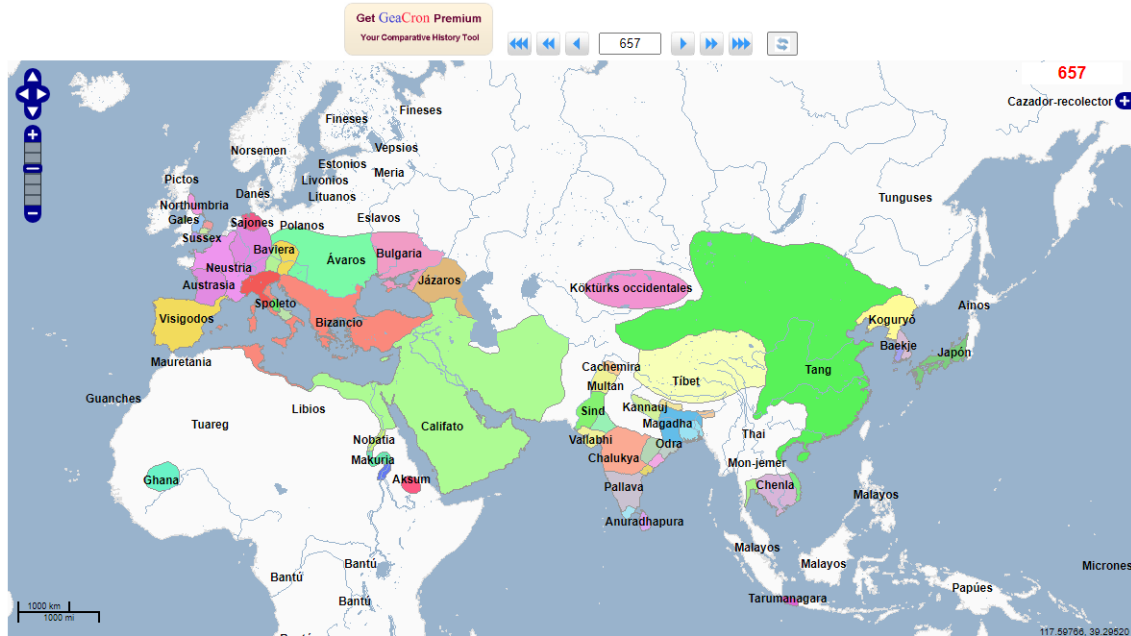 Get GeaCron Premium
Your Comparative History Tool
657
657
Cazador-recolector
Fineses
Fineses
Norsemen
Vepsios
Estonios
Meria
Pictos
Livonios
Danés
Lituanos
Tunguses
Northumbria
Gales
Sajones
Polanos
Eslavos
Sussex
Baviera
Ávaros
Bulgaria
Neustria
Austrasia
Jázaros
Köktürks occidentales
Spoleto
Ainos
Visigodos
Bizancio
Koguryŏ
Baekje
Japón
Mauretania
Cachemira
Tang
Multán
Tíbet
Guanches
Libios
Sind
Kannauj
Tuareg
Califato
Magadha
Nobatia
Vallabhi
Odra
Thai
Makuria
Chalukya
Mon-jemer
Ghana
Aksum
Pallava
Chenla
Malayos
Anuradhapura
Malayos
Bantú
Malayos
Micrones
Bantú
Papúes
Bantú
Tarumanagara
1000 km
1000 mi
Bantú
117.59766, 39.29520